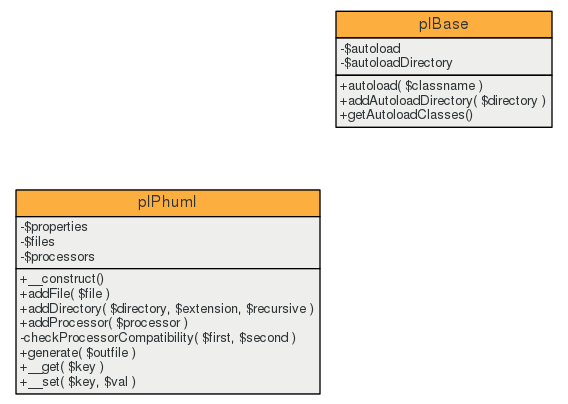 plBase
-$autoload
-$autoloadDirectory
+autoload( $classname )
+addAutoloadDirectory( $directory )
+getAutoloadClasses()
plPhuml
-$properties
-$files
-$processors
+__construct()
+addFile( $file )
+addDirectory( $directory, $extension, $recursive )
+addProcessor( $processor )
-checkProcessorCompatibility( $first, $second )
+generate( $outfile )
+__get( $key )
+__set( $key, $val )